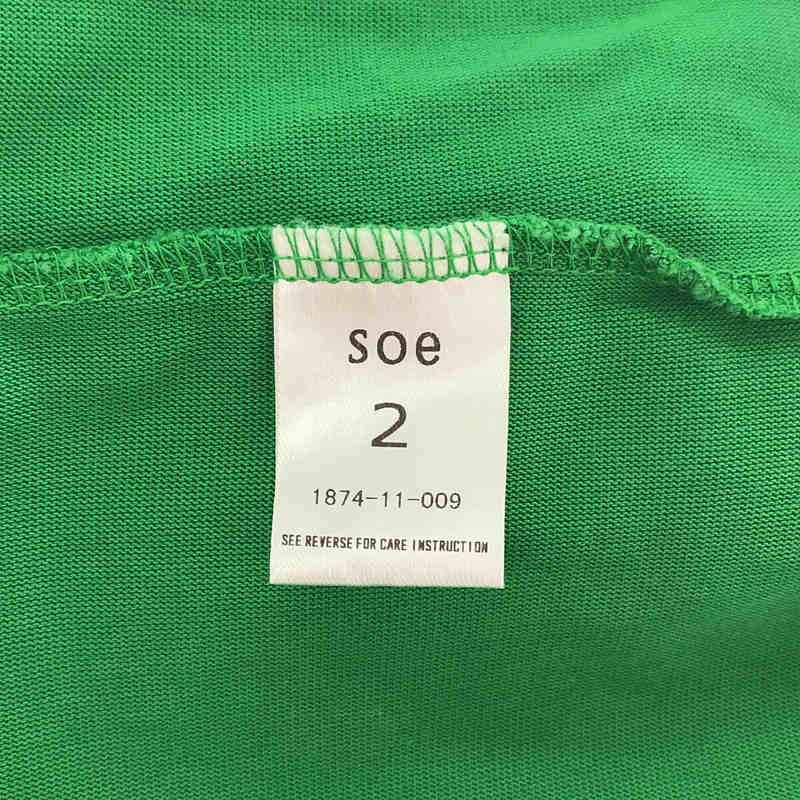 soe
2
1874-11-009
SEE REVERSE FOR CARE INSTRUCTION